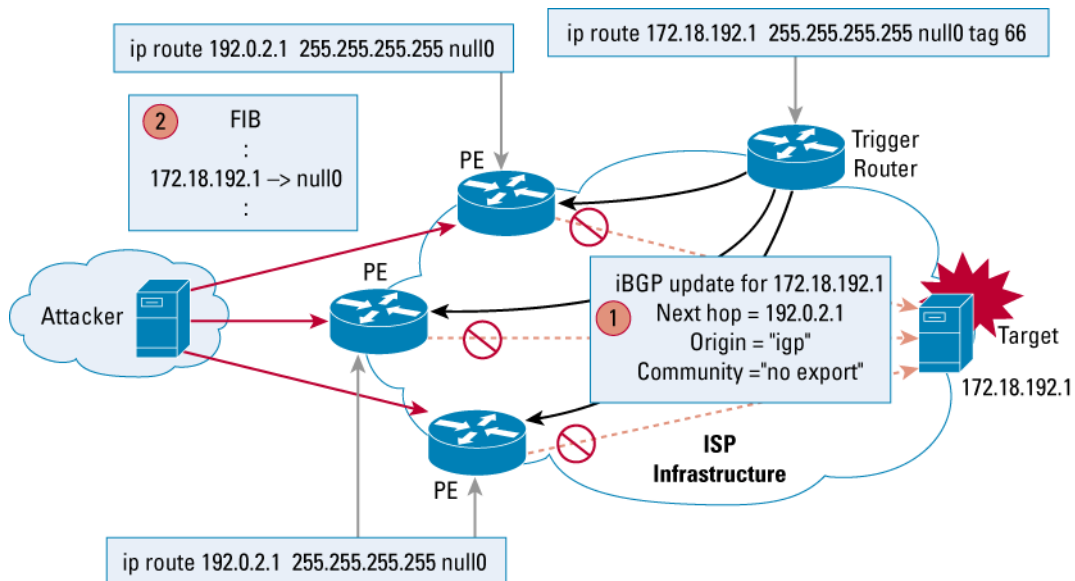 ip route 192.0.2.1 255.255.255.255 null0
ip route 172.18.192.1 255.255.255.255 null0 tag 66
2
FIB
:
172.18.192.1 –> null0
:
PE
Trigger
Router
PE
Attacker
1
iBGP update for 172.18.192.1
Next hop = 192.0.2.1
Origin = "igp"
Community ="no export"
Target
172.18.192.1
ISP
Infrastructure
PE
ip route 192.0.2.1 255.255.255.255 null0